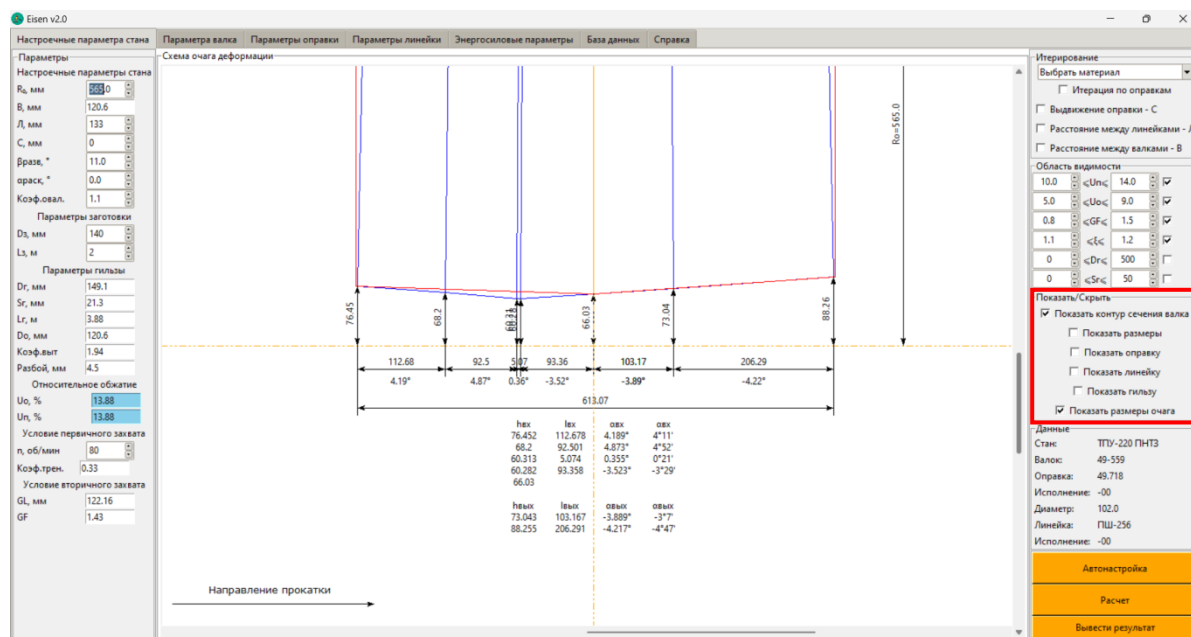 Eisen v2.0
Настроечные параметра стана Параметра валка Параметры оправки Параметры линейки Энергосиловые параметры База данных Справка
Параметры
Настроечные параметры стана
R₀, мм 565.0
B, мм 120.6
Л, мм 133
С, мм 0
βразв, ° 11.0
αраск, ° 0.0
Коэф.овал. 1.1
Параметры заготовки
Dз, мм 140
Lз, м 2
Параметры гильзы
Dг, мм 149.1
Sг, мм 21.3
Lг, м 3.88
Do, мм 120.6
Коэф.выт 1.94
Разбой, мм 4.5
Относительное обжатие
Uo, % 13.88
Uп, % 13.88
Условие первичного захвата
n, об/мин 80
Коэф.трен. 0.33
Условие вторичного захвата
GL, мм 122.16
GF 1.43
Схема очага деформации
Ro=565.0
76.45 68.2 66.03 73.04 88.26
112.68 92.5 5.07 93.36 103.17 206.29
4.19° 4.87° 0.36° -3.52° -3.89° -4.22°
613.07
hвх lвх αвх αвх
76.452 112.678 4.189° 4°11'
68.2 92.501 4.873° 4°52'
60.313 5.074 0.355° 0°21'
60.282 93.358 -3.523° -3°29'
66.03
hвых lвых αвых αвых
73.043 103.167 -3.889° -3°7'
88.255 206.291 -4.217° -4°47'
Направление прокатки
Итерирование
Выбрать материал
Итерация по оправкам
Выдвижение оправки - С
Расстояние между линейками - Л
Расстояние между валками - В
Область видимости
10.0 ⩽Uп⩽ 14.0
5.0 ⩽Uo⩽ 9.0
0.8 ⩽GF⩽ 1.5
1.1 ⩽ξ⩽ 1.2
0 ⩽Dг⩽ 500
0 ⩽Sг⩽ 50
Показать/Скрыть
Показать контур сечения валка
Показать размеры
Показать оправку
Показать линейку
Показать гильзу
Показать размеры очага
Данные
Стан: ТПУ-220 ПНТЗ
Валок: 49-559
Оправка: 49.718
Исполнение: -00
Диаметр: 102.0
Линейка: ПШ-256
Исполнение: -00
Автонастройка
Расчет
Вывести результат